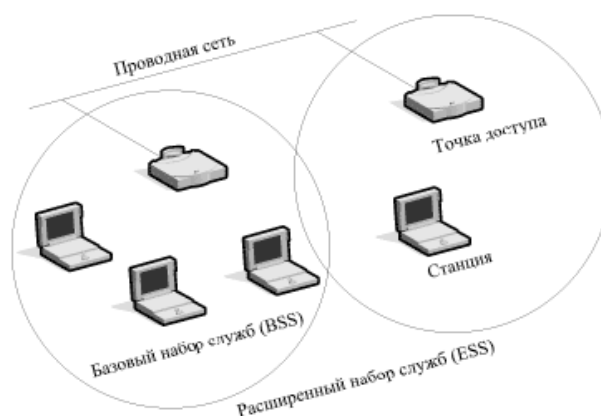 Проводная сеть
Точка доступа
Станция
Базовый набор служб (BSS)
Расширенный набор служб (ESS)